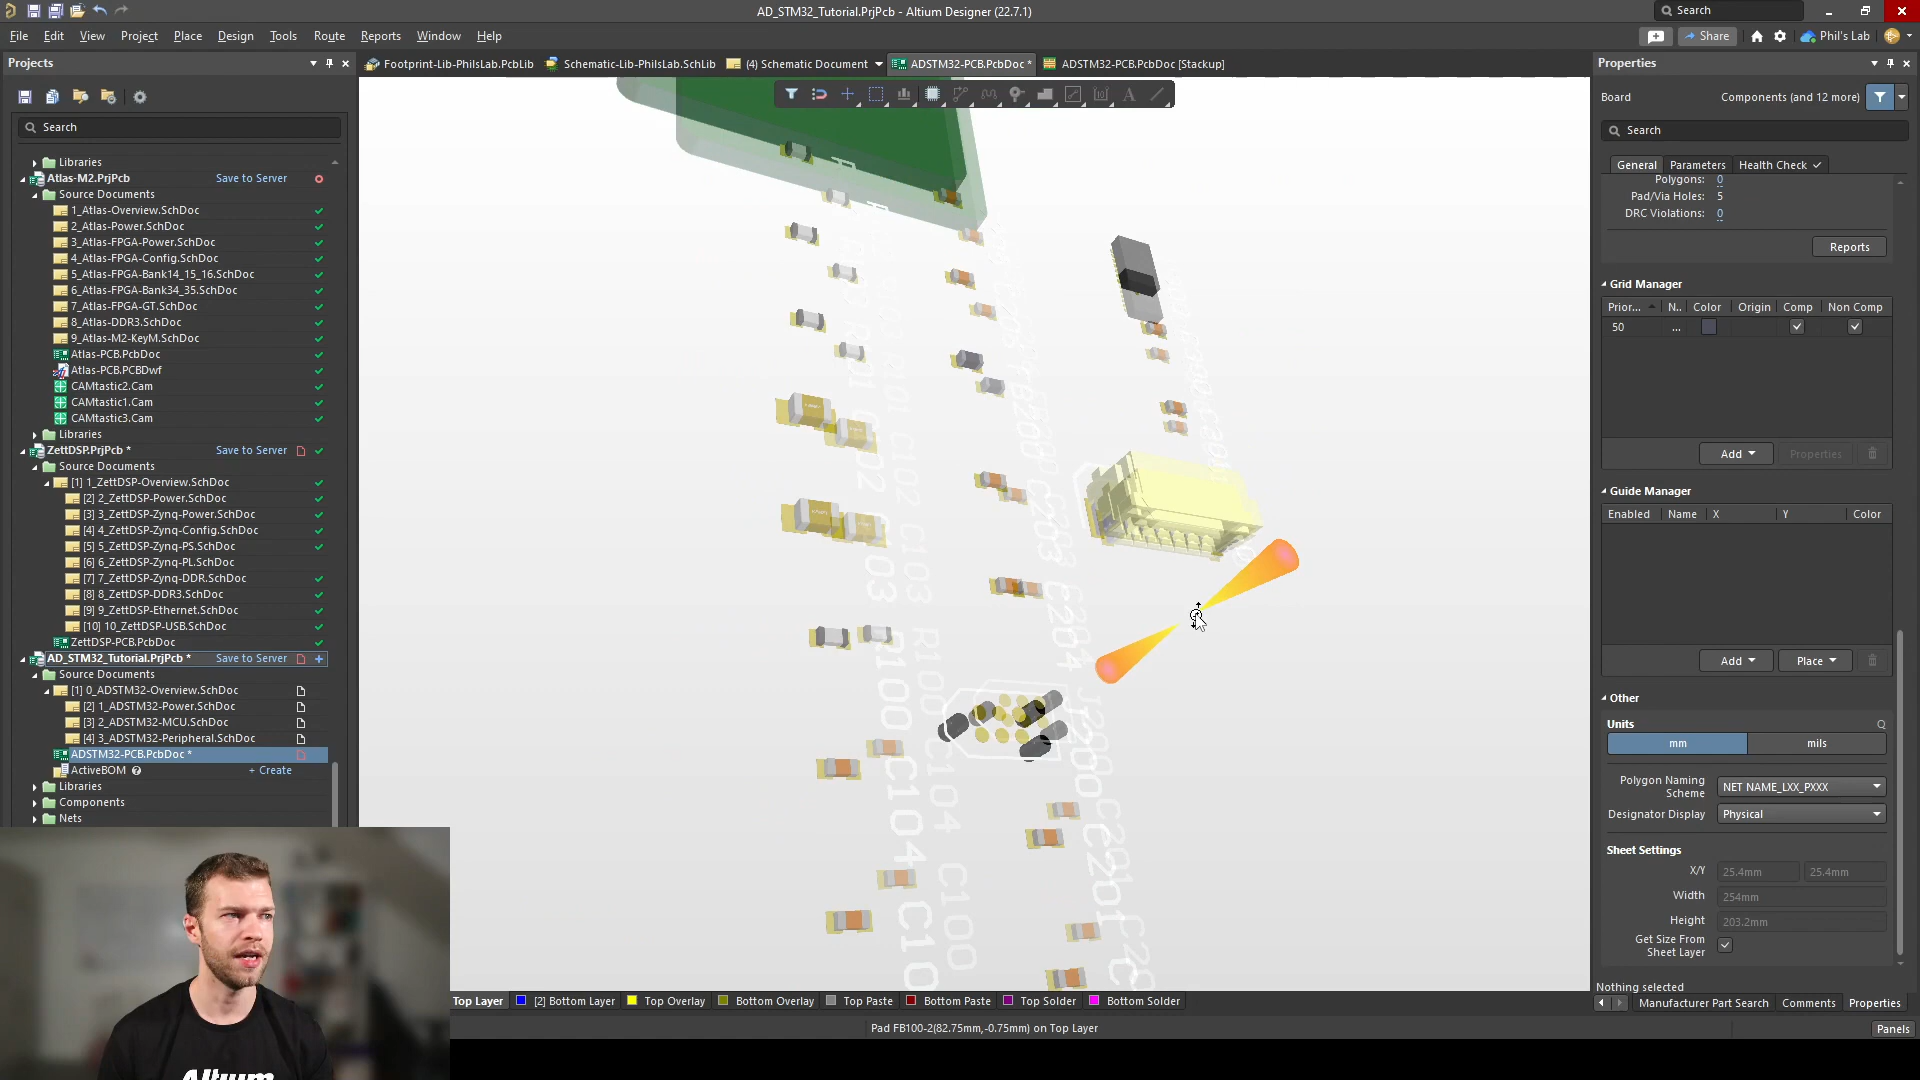 AD_STM32_Tutorial.PrjPcb - Altium Designer (22.7.1)
Search
File Edit View Project Place Design Tools Route Reports Window Help
Share
Phil's Lab
Projects
Footprint-Lib-PhilsLab.PcbLib
Schematic-Lib-PhilsLab.SchLib
(4) Schematic Document
ADSTM32-PCB.PcbDoc *
ADSTM32-PCB.PcbDoc [Stackup]
Search
Libraries
Atlas-M2.PrjPcb Save to Server
Source Documents
1_Atlas-Overview.SchDoc
2_Atlas-Power.SchDoc
3_Atlas-FPGA-Power.SchDoc
4_Atlas-FPGA-Config.SchDoc
5_Atlas-FPGA-Bank14_15_16.SchDoc
6_Atlas-FPGA-Bank34_35.SchDoc
7_Atlas-FPGA-GT.SchDoc
8_Atlas-DDR3.SchDoc
9_Atlas-M2-KeyM.SchDoc
Atlas-PCB.PcbDoc
Atlas-PCB.PCBDwf
CAMtastic2.Cam
CAMtastic1.Cam
CAMtastic3.Cam
Libraries
ZettDSP.PrjPcb * Save to Server
Source Documents
[1] 1_ZettDSP-Overview.SchDoc
[2] 2_ZettDSP-Power.SchDoc
[3] 3_ZettDSP-Zynq-Power.SchDoc
[4] 4_ZettDSP-Zynq-Config.SchDoc
[5] 5_ZettDSP-Zynq-PS.SchDoc
[6] 6_ZettDSP-Zynq-PL.SchDoc
[7] 7_ZettDSP-Zynq-DDR.SchDoc
[8] 8_ZettDSP-DDR3.SchDoc
[9] 9_ZettDSP-Ethernet.SchDoc
[10] 10_ZettDSP-USB.SchDoc
ZettDSP-PCB.PcbDoc
AD_STM32_Tutorial.PrjPcb * Save to Server
Source Documents
[1] 0_ADSTM32-Overview.SchDoc
[2] 1_ADSTM32-Power.SchDoc
[3] 2_ADSTM32-MCU.SchDoc
[4] 3_ADSTM32-Peripheral.SchDoc
ADSTM32-PCB.PcbDoc *
ActiveBOM + Create
Libraries
Components
Nets
R101
C102
C103
R100
C104
C100
C203
C204
J200
C201
Altium
Properties
Board Components (and 12 more)
Search
General Parameters Health Check
Polygons: 0
Pad/Via Holes: 5
DRC Violations: 0
Reports
Grid Manager
Prior... N.. Color Origin Comp Non Comp
50 ...
Add Properties
Guide Manager
Enabled Name X Y Color
Add Place
Other
Units
mm mils
Polygon Naming Scheme NET NAME_LXX_PXXX
Designator Display Physical
Sheet Settings
X/Y 25.4mm 25.4mm
Width 254mm
Height 203.2mm
Get Size From Sheet Layer
Nothing selected
Manufacturer Part Search Comments Properties
Top Layer [2] Bottom Layer Top Overlay Bottom Overlay Top Paste Bottom Paste Top Solder Bottom Solder
Pad FB100-2(82.75mm,-0.75mm) on Top Layer
Panels